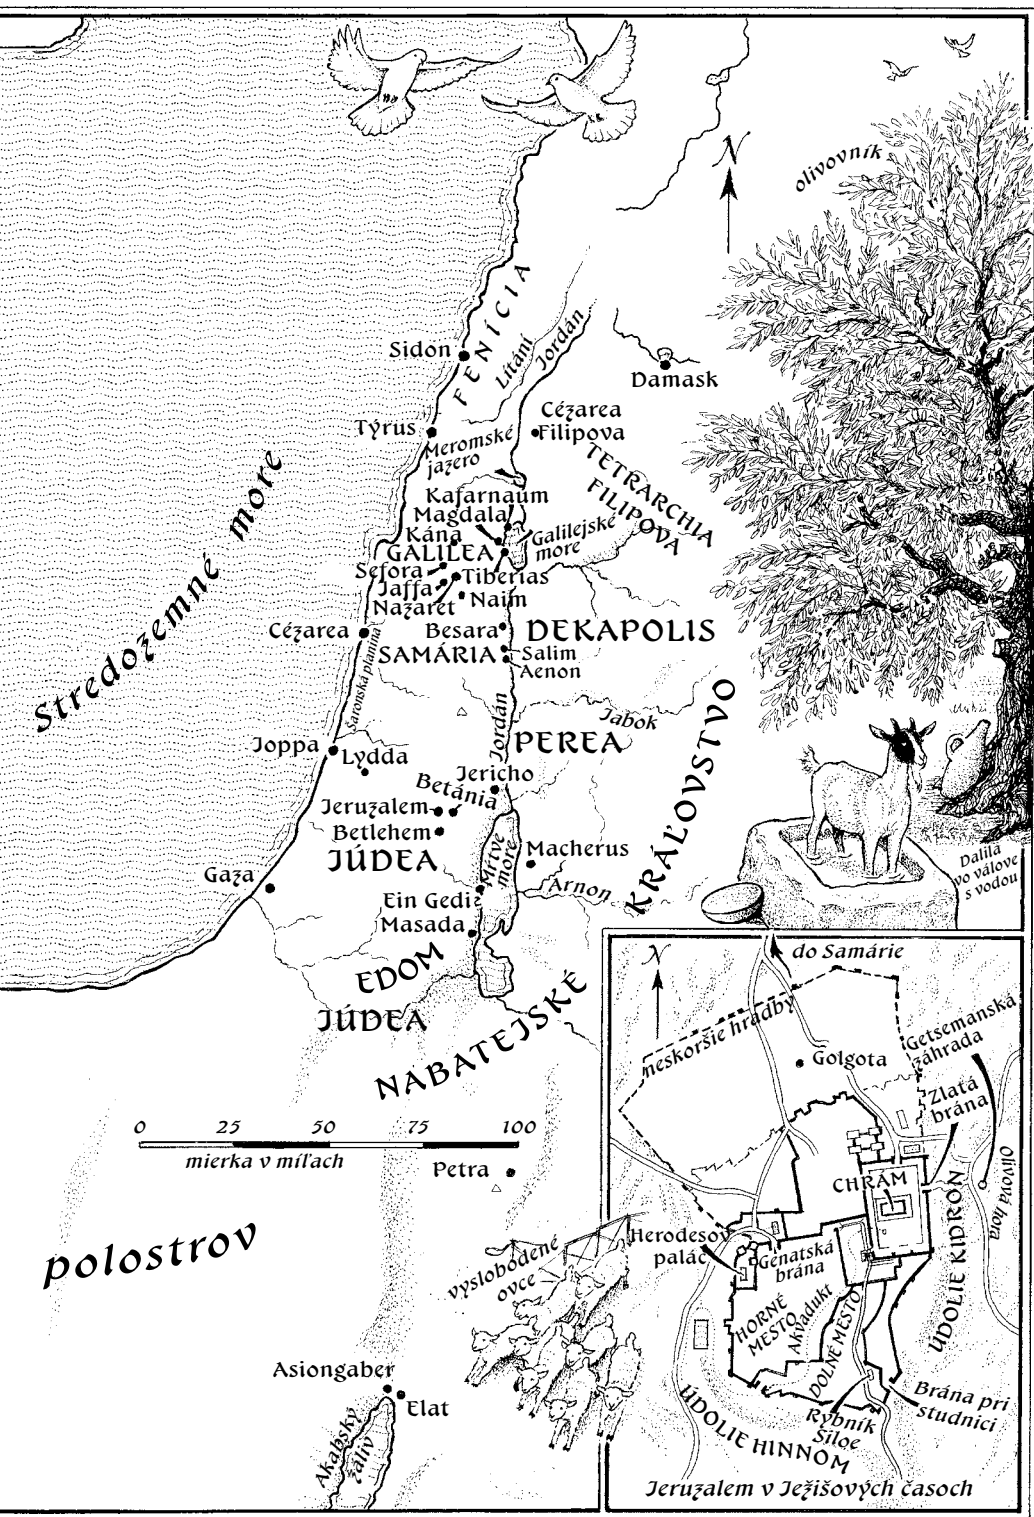 N
olivovník
FENÍCIA
Sidon
Lítání
Jordán
Damask
Týrus
Cézarea
Filipova
Meromské
jazero
TETRARCHIA
FILIPOVA
Stredozemné more
Kafarnaum
Magdala
Kána
Galilejské
more
GALILEA
Sefora
Tiberias
Jaffa
Nazaret
Naim
Cézarea
Besara
DEKAPOLIS
SAMÁRIA
Salim
Aenon
Šaronská planina
Jordán
Jabok
Joppa
Lydda
PEREA
Jericho
Betánia
Jeruzalem
Betlehem
JÚDEA
Mŕtve
more
Macherus
Gaza
Arnon
Ein Gedi
Masada
EDOM
JÚDEA
NABATEJSKÉ
KRÁĽOVSTVO
Dalila
vo válove
s vodou
0 25 50 75 100
mierka v míľach
Petra
polostrov
vyslobodené
ovce
Asiongaber
Elat
Akabský
záliv
N
do Samárie
neskoršie hradby
Golgota
Getsemanská
záhrada
Zlatá
brána
CHRÁM
olivová hora
ÚDOLIE KIDRON
Herodesov
palác
Genatská
brána
HORNÉ
MESTO
Akvadukt
DOLNÉ MESTO
Rybník
Siloe
Brána pri
studnici
ÚDOLIE HINNOM
Jeruzalem v Ježišových časoch